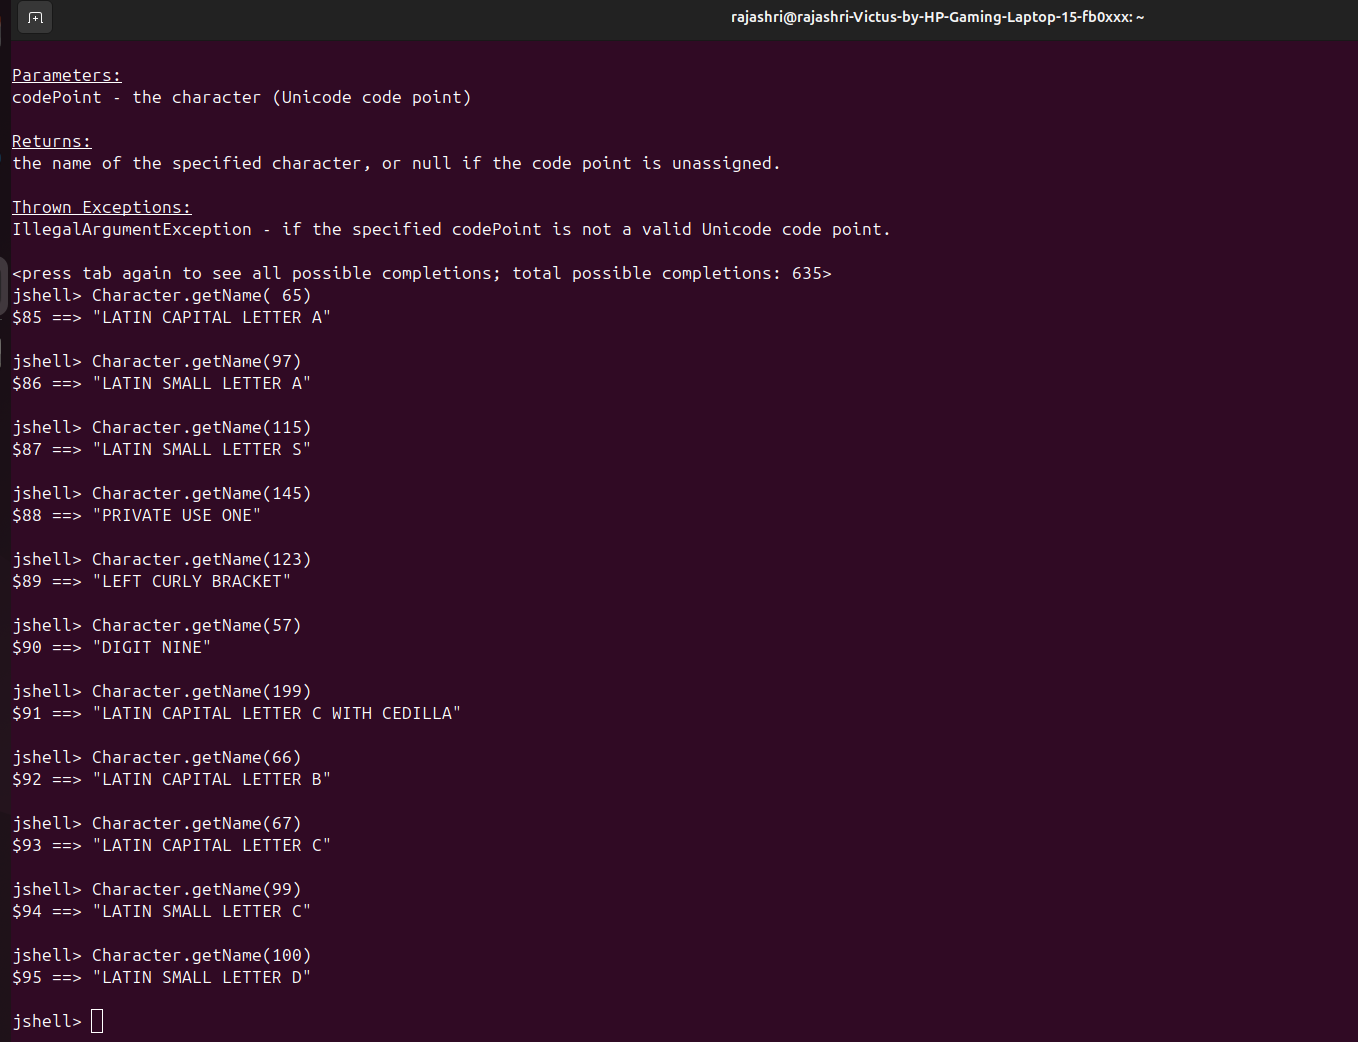 rajashri@rajashri-Victus-by-HP-Gaming-Laptop-15-fb0xxx: ~
Parameters:
codePoint - the character (Unicode code point)
Returns:
the name of the specified character, or null if the code point is unassigned.
Thrown Exceptions:
IllegalArgumentException - if the specified codePoint is not a valid Unicode code point.
<press tab again to see all possible completions; total possible completions: 635>
jshell> Character.getName( 65)
$85 ==> "LATIN CAPITAL LETTER A"
jshell> Character.getName(97)
$86 ==> "LATIN SMALL LETTER A"
jshell> Character.getName(115)
$87 ==> "LATIN SMALL LETTER S"
jshell> Character.getName(145)
$88 ==> "PRIVATE USE ONE"
jshell> Character.getName(123)
$89 ==> "LEFT CURLY BRACKET"
jshell> Character.getName(57)
$90 ==> "DIGIT NINE"
jshell> Character.getName(199)
$91 ==> "LATIN CAPITAL LETTER C WITH CEDILLA"
jshell> Character.getName(66)
$92 ==> "LATIN CAPITAL LETTER B"
jshell> Character.getName(67)
$93 ==> "LATIN CAPITAL LETTER C"
jshell> Character.getName(99)
$94 ==> "LATIN SMALL LETTER C"
jshell> Character.getName(100)
$95 ==> "LATIN SMALL LETTER D"
jshell>